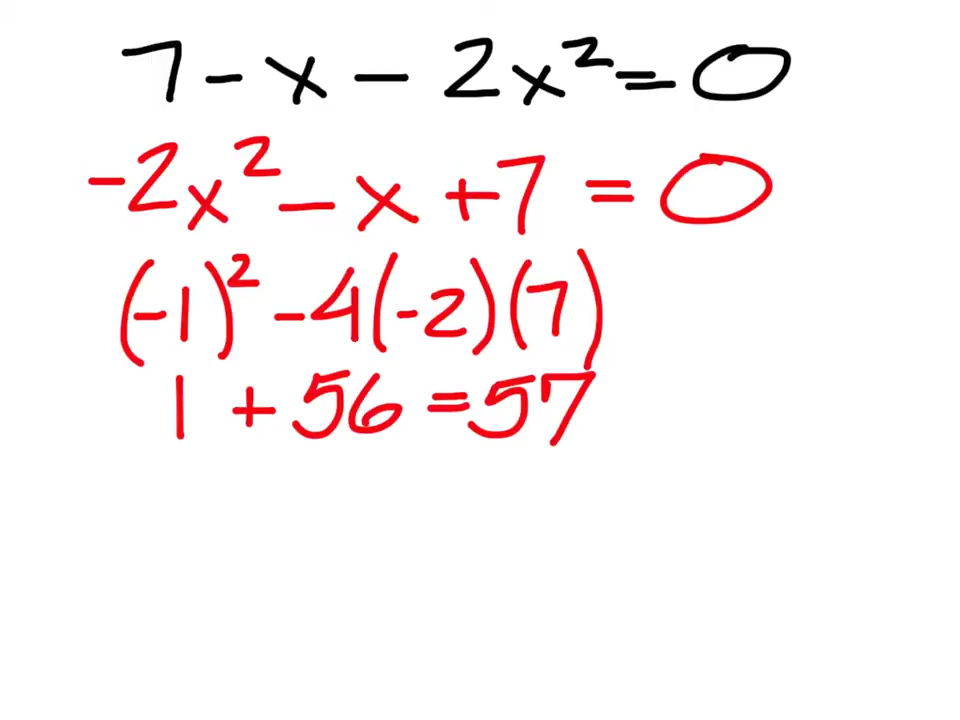 7 - x - 2x² = 0
-2x² - x + 7 = 0
(-1)² - 4(-2)(7)
1 + 56 = 57